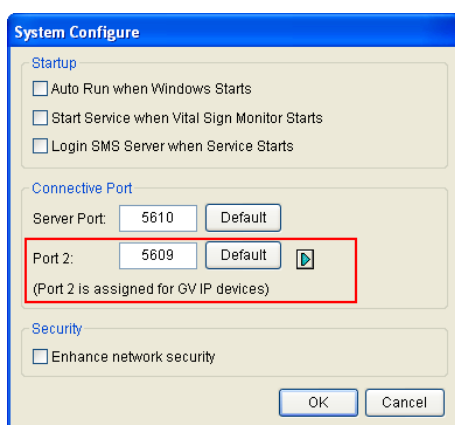 System Configure
Startup
Auto Run when Windows Starts
Start Service when Vital Sign Monitor Starts
Login SMS Server when Service Starts
Connective Port
Server Port: 5610 Default
Port 2: 5609 Default
(Port 2 is assigned for GV IP devices)
Security
Enhance network security
OK Cancel